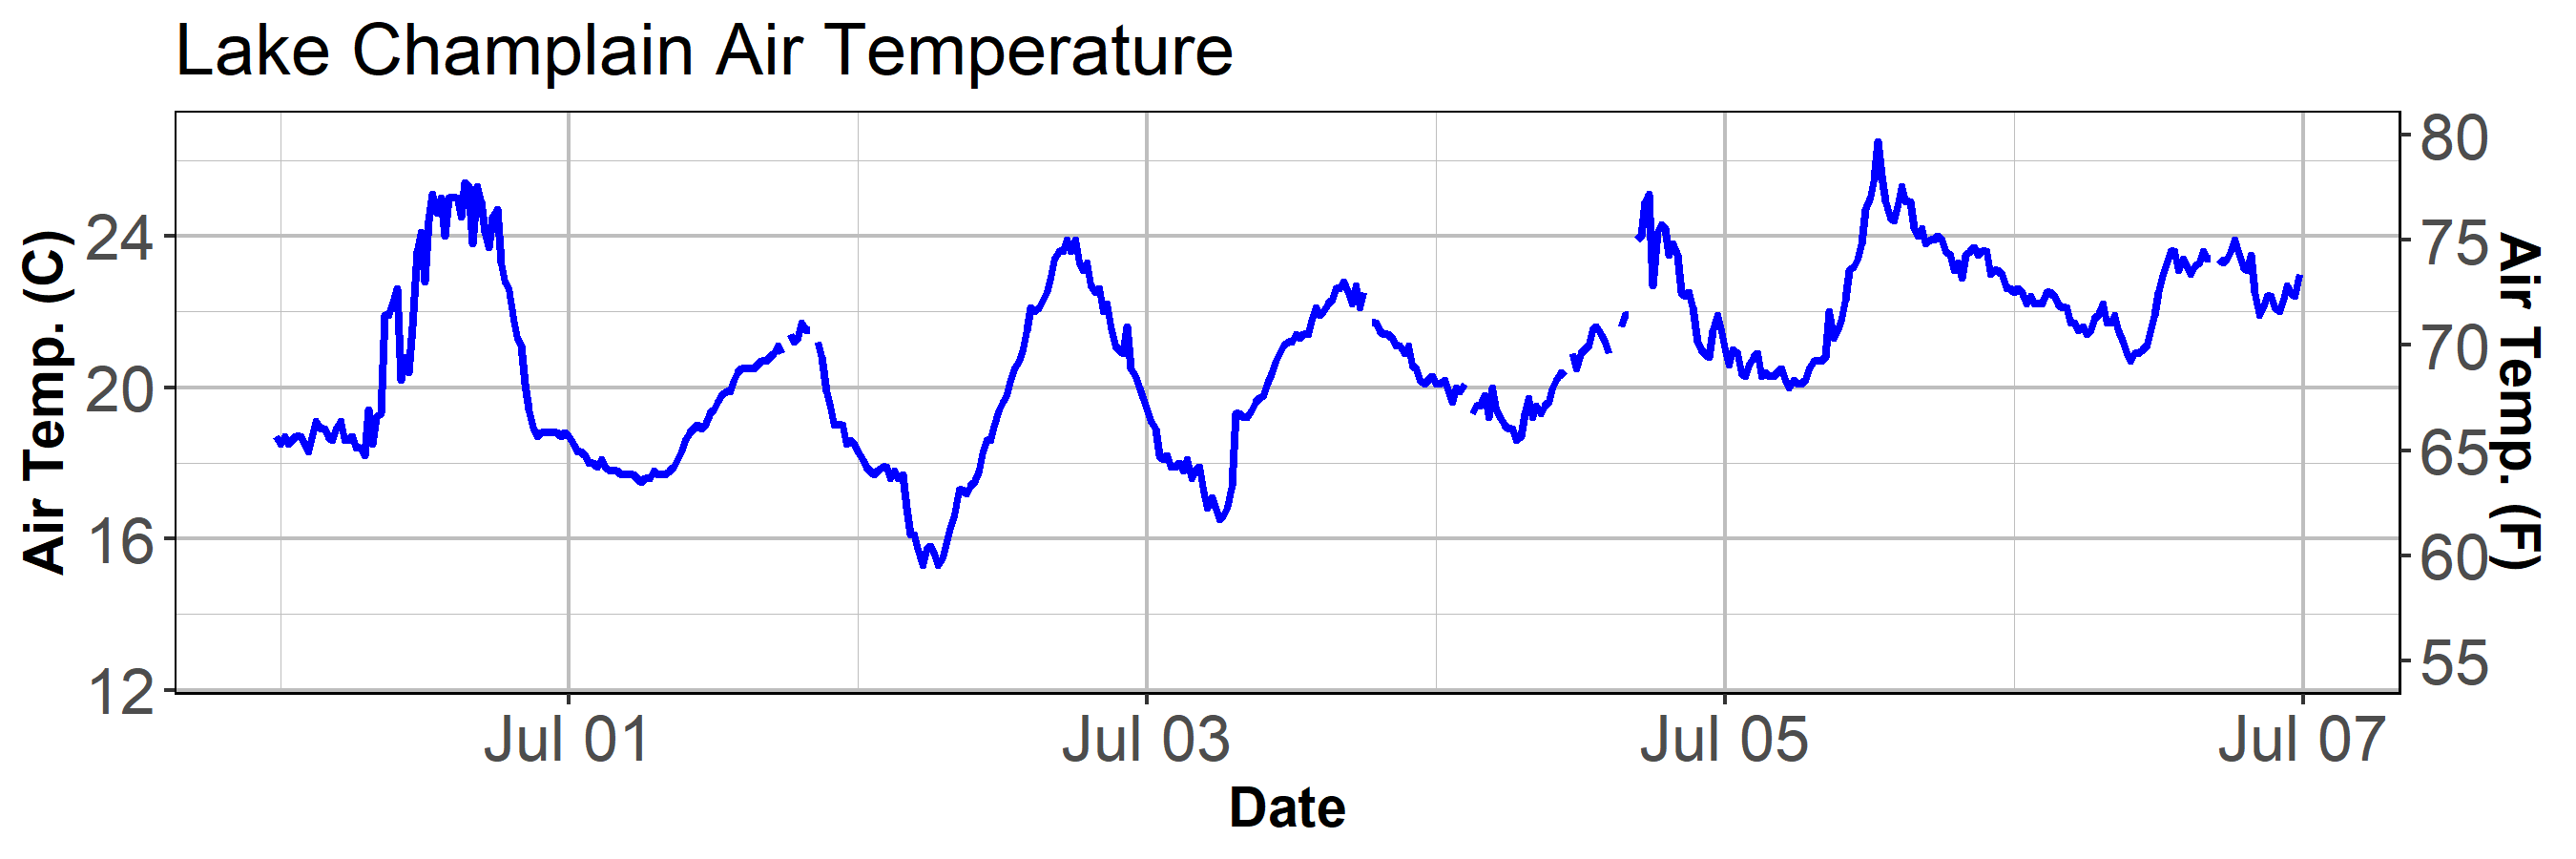 Lake Champlain Air Temperature
Air Temp. (C)
24
20
16
12
80
75
70
65
60
55
Air Temp. (F)
Jul 01 Jul 03 Jul 05 Jul 07
Date